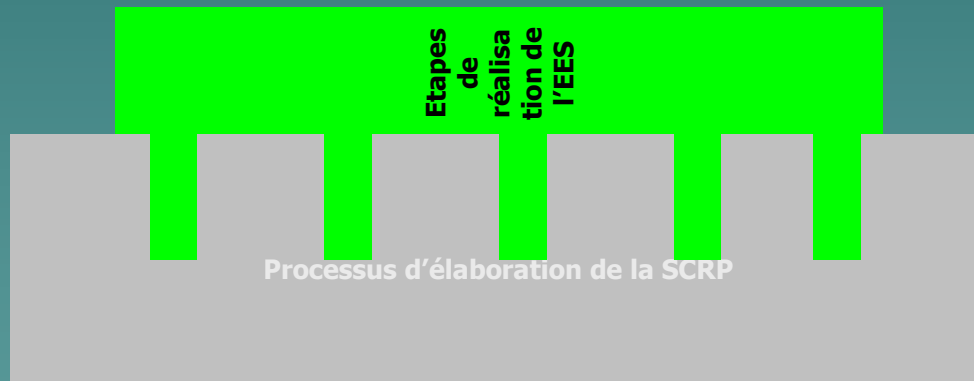 Etapes
de
réalisa
tion de
l’EES
Processus d’élaboration de la SCRP